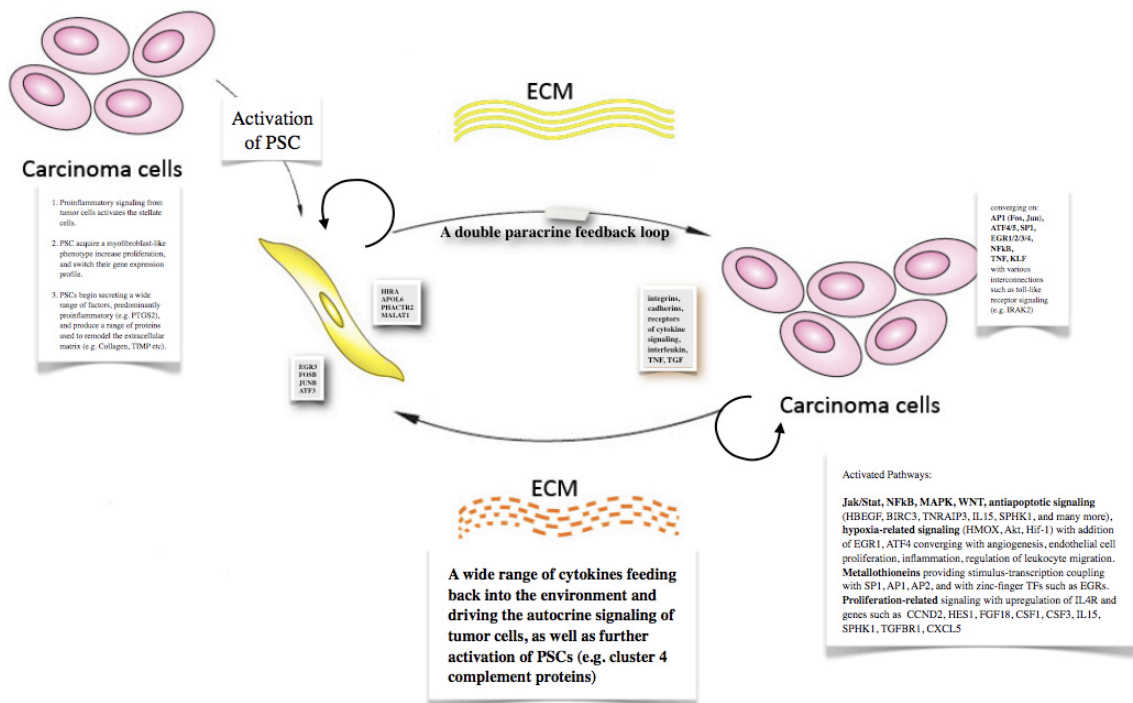 Carcinoma cells
1. Proinflammatory signaling from
tumor cells activates the stellate
cells.
2. PSC acquire a myofibroblast-like
phenotype increase proliferation,
and switch their gene expression
profile.
3. PSCs begin secreting a wide
range of factors, predominantly
proinflammatory (e.g. PTGS2),
and produce a range of proteins
used to remodel the extracellular
matrix (e.g. Collagen, TIMP etc).
Activation
of PSC
ECM
A double paracrine feedback loop
HIRA
APOL6
PHACTR2
MALAT1
EGR3
FOSB
JUNB
ATF3
integrins,
cadherins,
receptors
of cytokine
signaling,
interleukin,
TNF, TGF
converging on:
AP1 (Fos, Jun),
ATF4/5, SP1,
EGR1/2/3/4,
NFkB,
TNF, KLF
with various
interconnections
such as toll-like
receptor signaling
(e.g. IRAK2)
Carcinoma cells
ECM
A wide range of cytokines feeding
back into the environment and
driving the autocrine signaling of
tumor cells, as well as further
activation of PSCs (e.g. cluster 4
complement proteins)
Activated Pathways:
Jak/Stat, NFkB, MAPK, WNT, antiapoptotic signaling
(HBEGF, BIRC3, TNRAIP3, IL15, SPHK1, and many more),
hypoxia-related signaling (HMOX, Akt, Hif-1) with addition
of EGR1, ATF4 converging with angiogenesis, endothelial cell
proliferation, inflammation, regulation of leukocyte migration.
Metallothioneins providing stimulus-transcription coupling
with SP1, AP1, AP2, and with zinc-finger TFs such as EGRs.
Proliferation-related signaling with upregulation of IL4R and
genes such as CCND2, HES1, FGF18, CSF1, CSF3, IL15,
SPHK1, TGFBR1, CXCL5